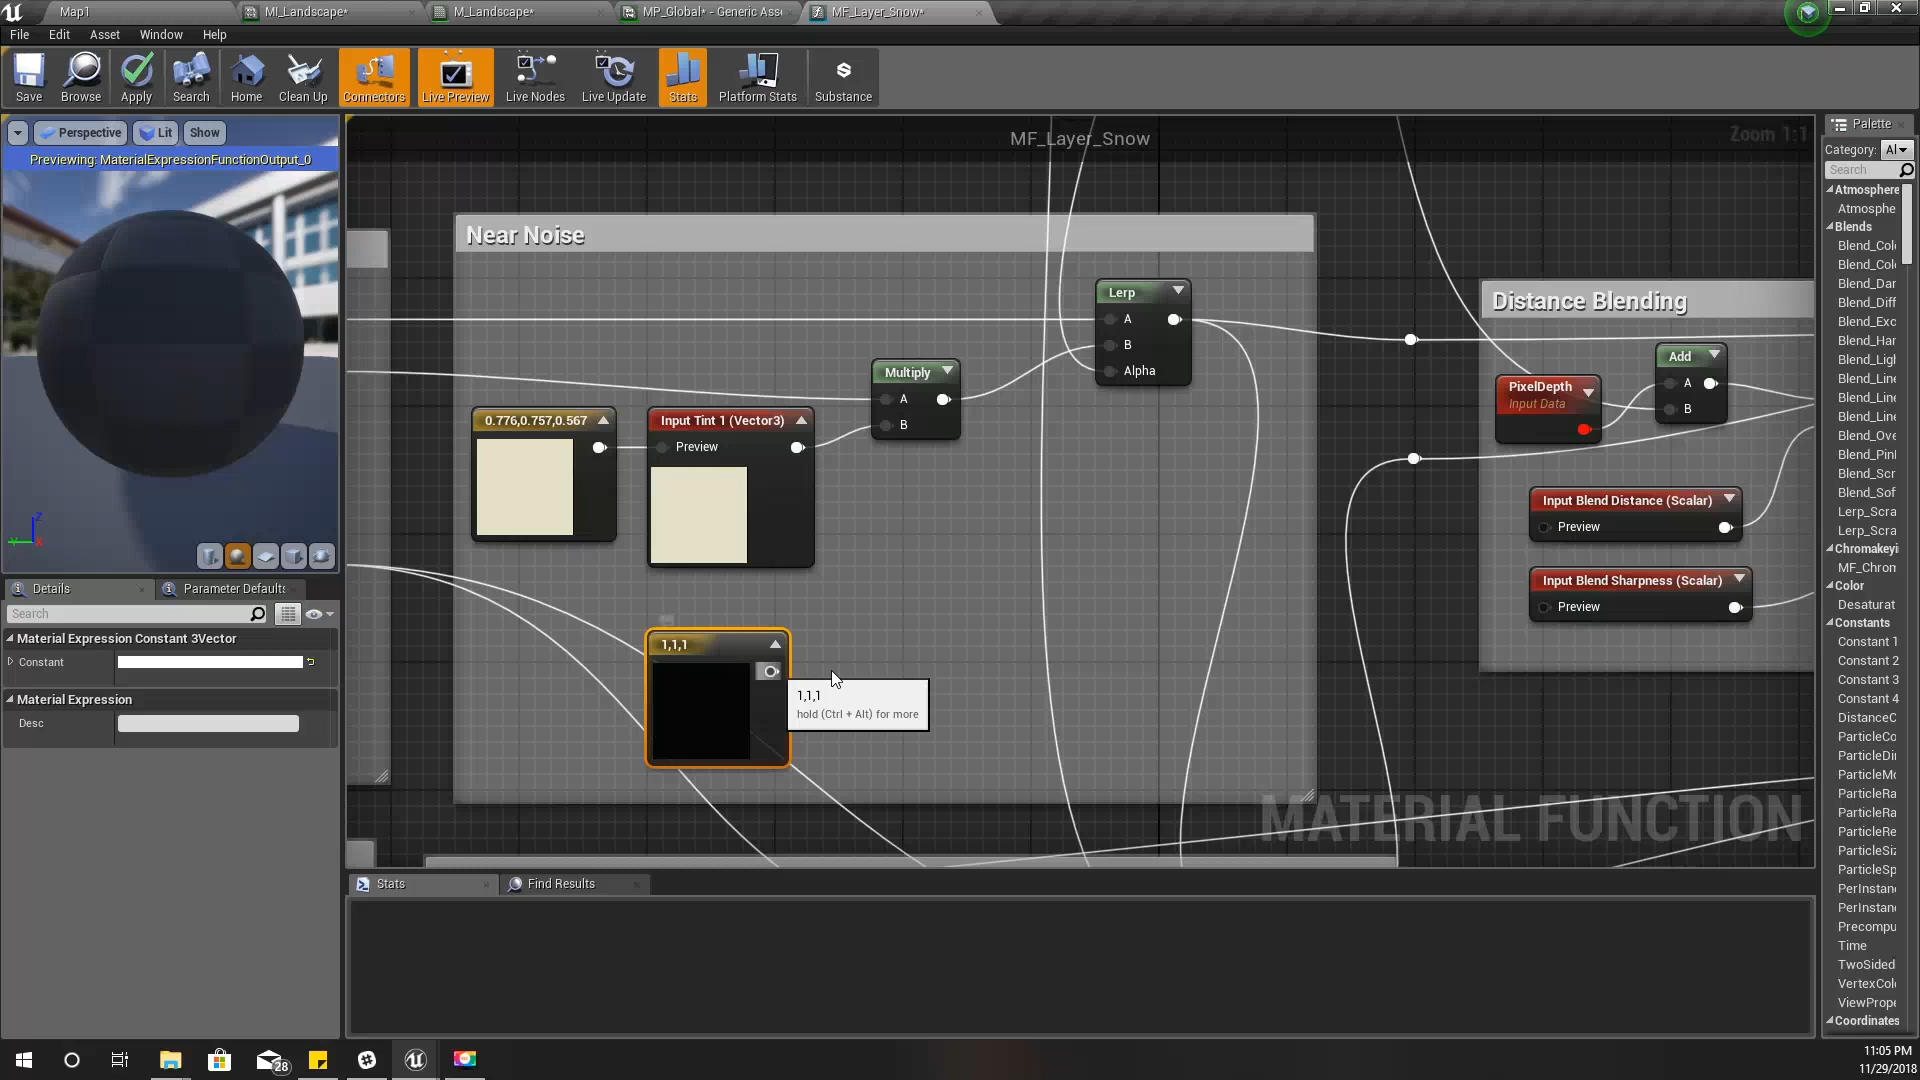 Map1
MI_Landscape*
M_Landscape*
MP_Global* - Generic Ass
MF_Layer_Snow*
File Edit Asset Window Help
Save
Browse
Apply
Search
Home
Clean Up
Connectors
Live Preview
Live Nodes
Live Update
Stats
Platform Stats
Substance
Perspective
Lit
Show
Previewing: MaterialExpressionFunctionOutput_0
Z
Y
X
Details
Parameter Defaults
Search
Material Expression Constant 3Vector
Constant
Material Expression
Desc
MF_Layer_Snow
Zoom 1:1
Near Noise
Lerp
A
B
Alpha
Multiply
A
B
0.776,0.757,0.567
Input Tint 1 (Vector3)
Preview
1,1,1
1,1,1
hold (Ctrl + Alt) for more
Distance Blending
Add
A
B
PixelDepth
Input Data
Input Blend Distance (Scalar)
Preview
Input Blend Sharpness (Scalar)
Preview
MATERIAL FUNCTION
Stats
Find Results
Palette
Category: Al
Search
Atmosphere
Atmosphe
Blends
Blend_Col
Blend_Col
Blend_Dar
Blend_Diff
Blend_Exc
Blend_Har
Blend_Ligh
Blend_Line
Blend_Line
Blend_Line
Blend_Ove
Blend_Pin
Blend_Scr
Blend_Sof
Lerp_Scra
Lerp_Scra
Chromakeyi
MF_Chrom
Color
Desaturat
Constants
Constant 1
Constant 2
Constant 3
Constant 4
DistanceC
ParticleCo
ParticleDi
ParticleMo
ParticleRa
ParticleRa
ParticleRe
ParticleSiz
ParticleSp
PerInstan
PerInstan
Precompu
Time
TwoSided
VertexCol
ViewPrope
Coordinates
28
11:05 PM
11/29/2018